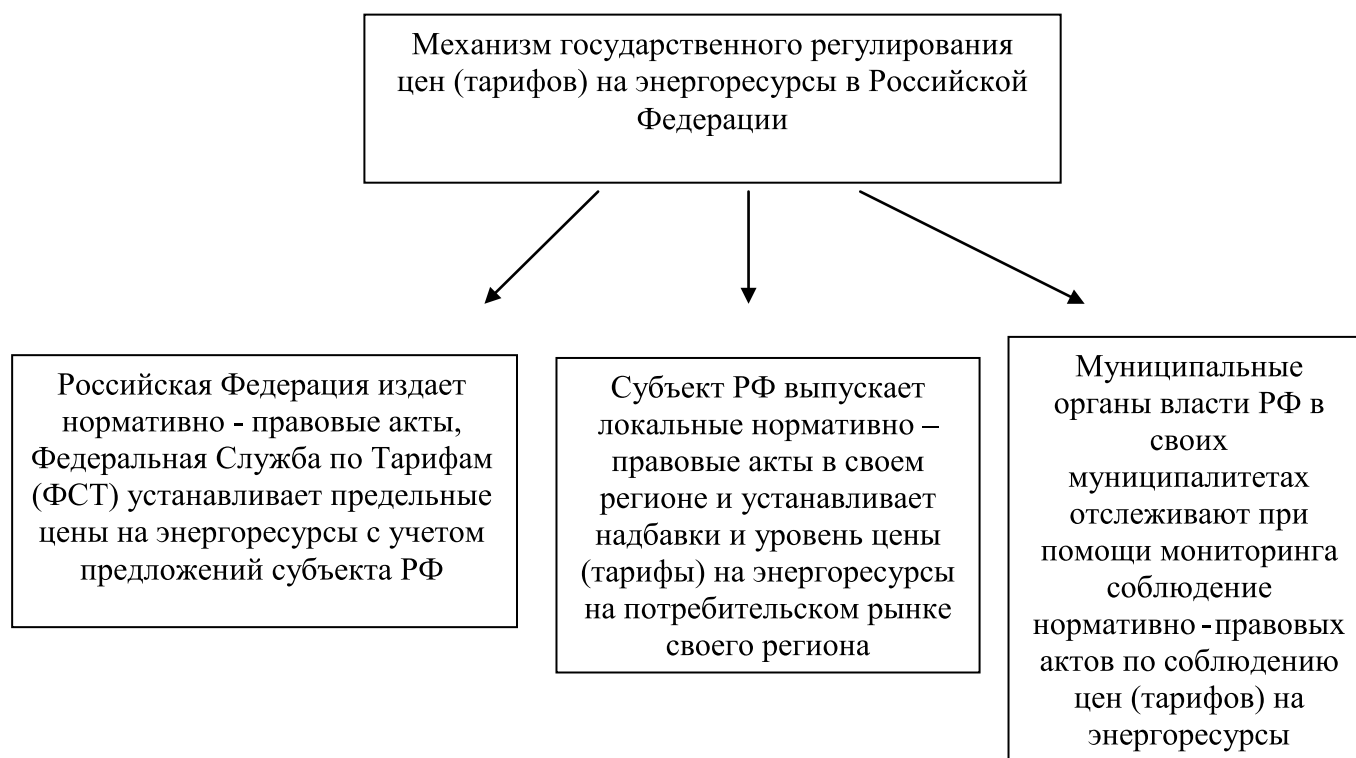 Механизм государственного регулирования
цен (тарифов) на энергоресурсы в Российской
Федерации
Российская Федерация издает
нормативно - правовые акты,
Федеральная Служба по Тарифам
(ФСТ) устанавливает предельные
цены на энергоресурсы с учетом
предложений субъекта РФ
Субъект РФ выпускает
локальные нормативно –
правовые акты в своем
регионе и устанавливает
надбавки и уровень цены
(тарифы) на энергоресурсы
на потребительском рынке
своего региона
Муниципальные
органы власти РФ в
своих
муниципалитетах
отслеживают при
помощи мониторинга
соблюдение
нормативно - правовых
актов по соблюдению
цен (тарифов) на
энергоресурсы